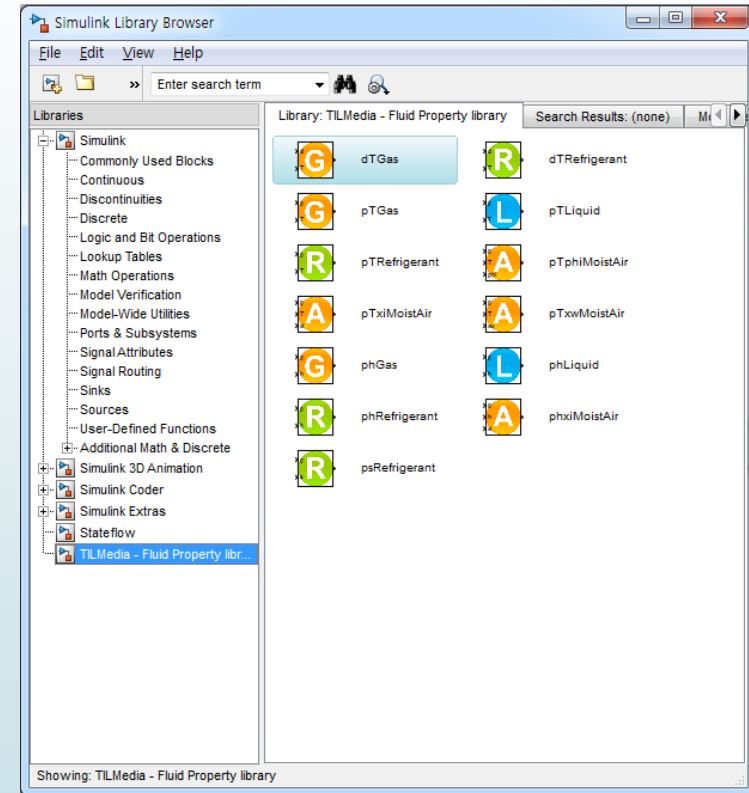 Simulink Library Browser
File Edit View Help
» Enter search term
Libraries
Simulink
Commonly Used Blocks
Continuous
Discontinuities
Discrete
Logic and Bit Operations
Lookup Tables
Math Operations
Model Verification
Model-Wide Utilities
Ports & Subsystems
Signal Attributes
Signal Routing
Sinks
Sources
User-Defined Functions
Additional Math & Discrete
Simulink 3D Animation
Simulink Coder
Simulink Extras
Stateflow
TILMedia - Fluid Property libr...
Library: TILMedia - Fluid Property library Search Results: (none)
G dTGas R dTRefrigerant
G pTGas L pTLiquid
R pTRefrigerant A pTphiMoistAir
A pTxiMoistAir A pTxwMoistAir
G phGas L phLiquid
R phRefrigerant A phxiMoistAir
R psRefrigerant
Showing: TILMedia - Fluid Property library